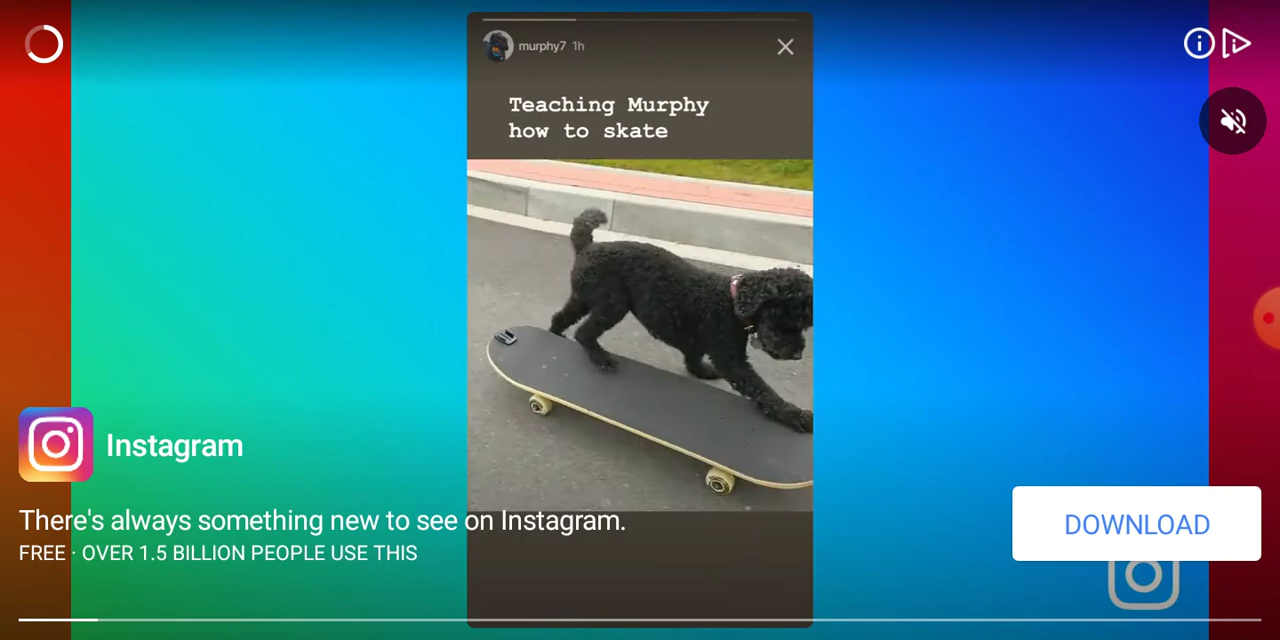 murphy7 1h
Teaching Murphy
how to skate
Instagram
There's always something new to see on Instagram.
FREE · OVER 1.5 BILLION PEOPLE USE THIS
DOWNLOAD